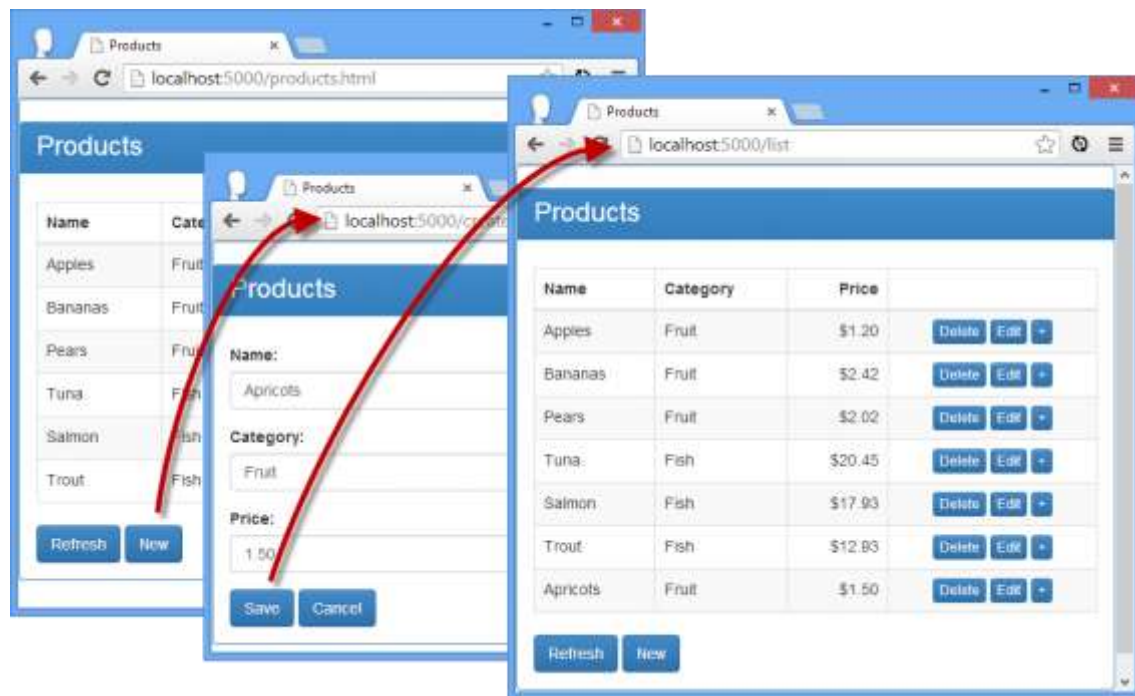 Products
localhost:5000/products.html
Products
Name
Apples
Bananas
Pears
Tuna
Salmon
Trout
Refresh New
Products
Products
Name:
Apricots
Category:
Fruit
Price:
1.50
Save Cancel
Products
localhost:5000/list
Products
Name Category Price
Apples Fruit $1.20 Delete Edit +
Bananas Fruit $2.42 Delete Edit +
Pears Fruit $2.02 Delete Edit +
Tuna Fish $20.45 Delete Edit +
Salmon Fish $17.93 Delete Edit +
Trout Fish $12.93 Delete Edit +
Apricots Fruit $1.50 Delete Edit +
Refresh New